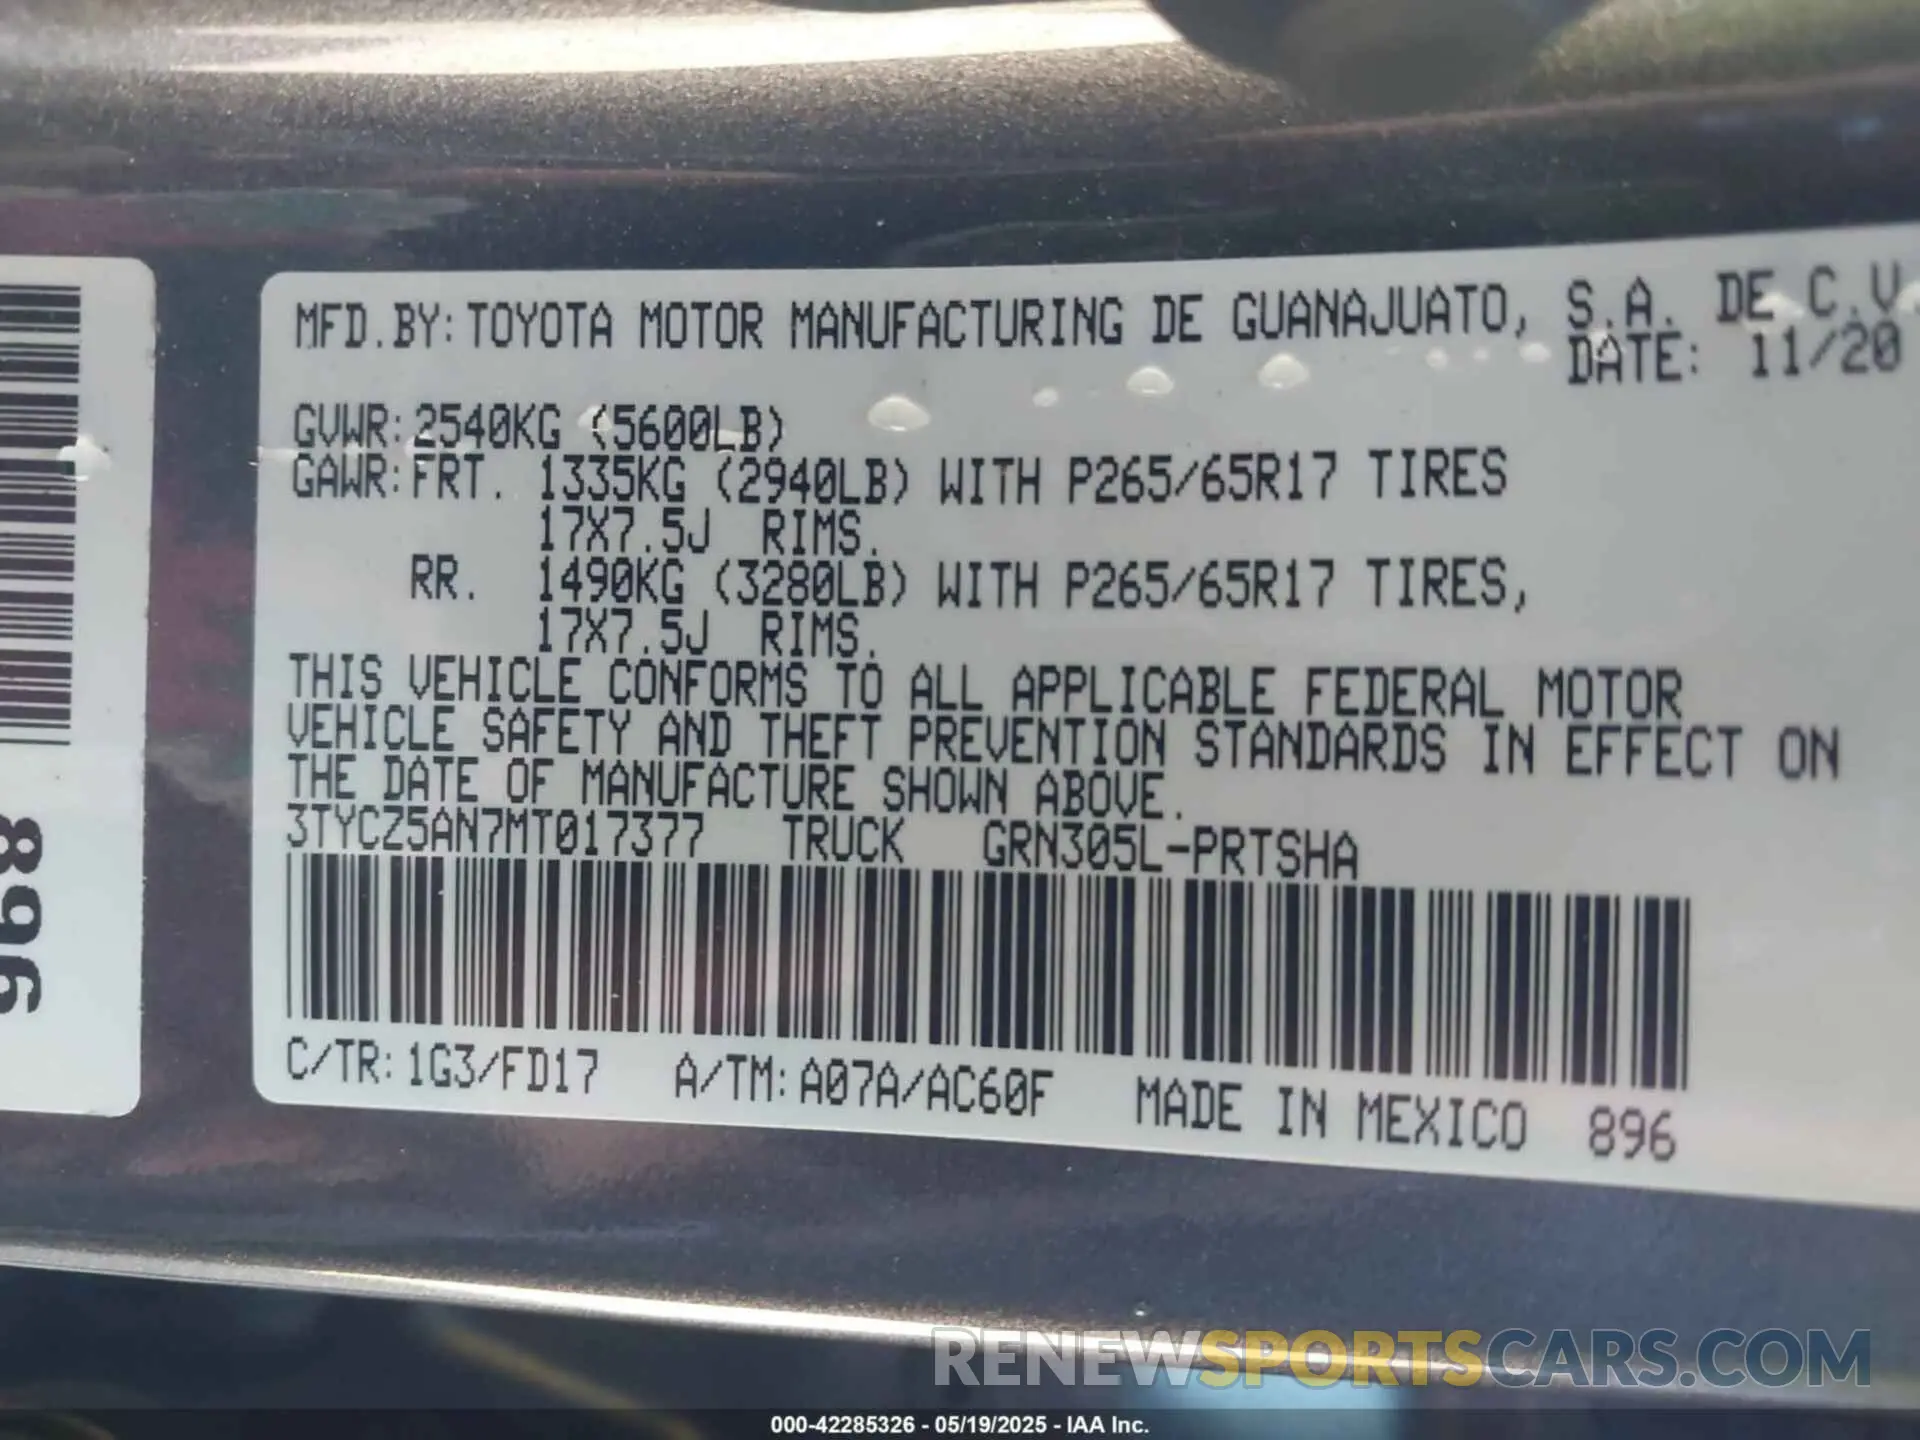 MFD.BY:TOYOTA MOTOR MANUFACTURING DE GUANAJUATO, S.A. DE C.V.
DATE: 11/20
GVWR:2540KG (5600LB)
GAWR:FRT. 1335KG (2940LB) WITH P265/65R17 TIRES
17X7.5J RIMS.
RR. 1490KG (3280LB) WITH P265/65R17 TIRES,
17X7.5J RIMS.
THIS VEHICLE CONFORMS TO ALL APPLICABLE FEDERAL MOTOR
VEHICLE SAFETY AND THEFT PREVENTION STANDARDS IN EFFECT ON
THE DATE OF MANUFACTURE SHOWN ABOVE.
3TYCZ5AN7MT017377 TRUCK GRN305L-PRTSHA
C/TR:1G3/FD17 A/TM:A07A/AC60F MADE IN MEXICO 896
896
RENEWSPORTSCARS.COM
000-42285326 - 05/19/2025 - IAA Inc.